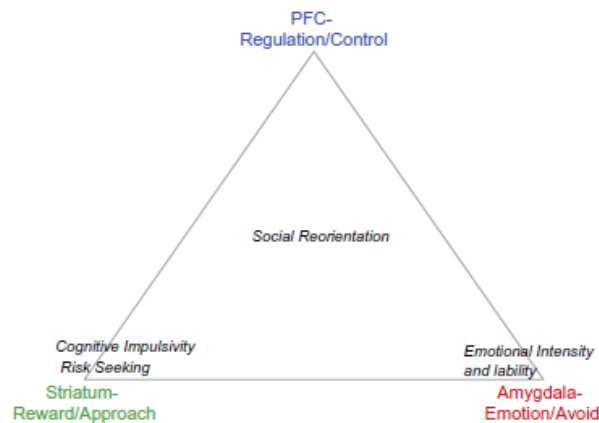 PFC-
Regulation/Control
Social Reorientation
Cognitive Impulsivity
Risk Seeking
Emotional Intensity
and lability
Striatum-
Reward/Approach
Amygdala-
Emotion/Avoid